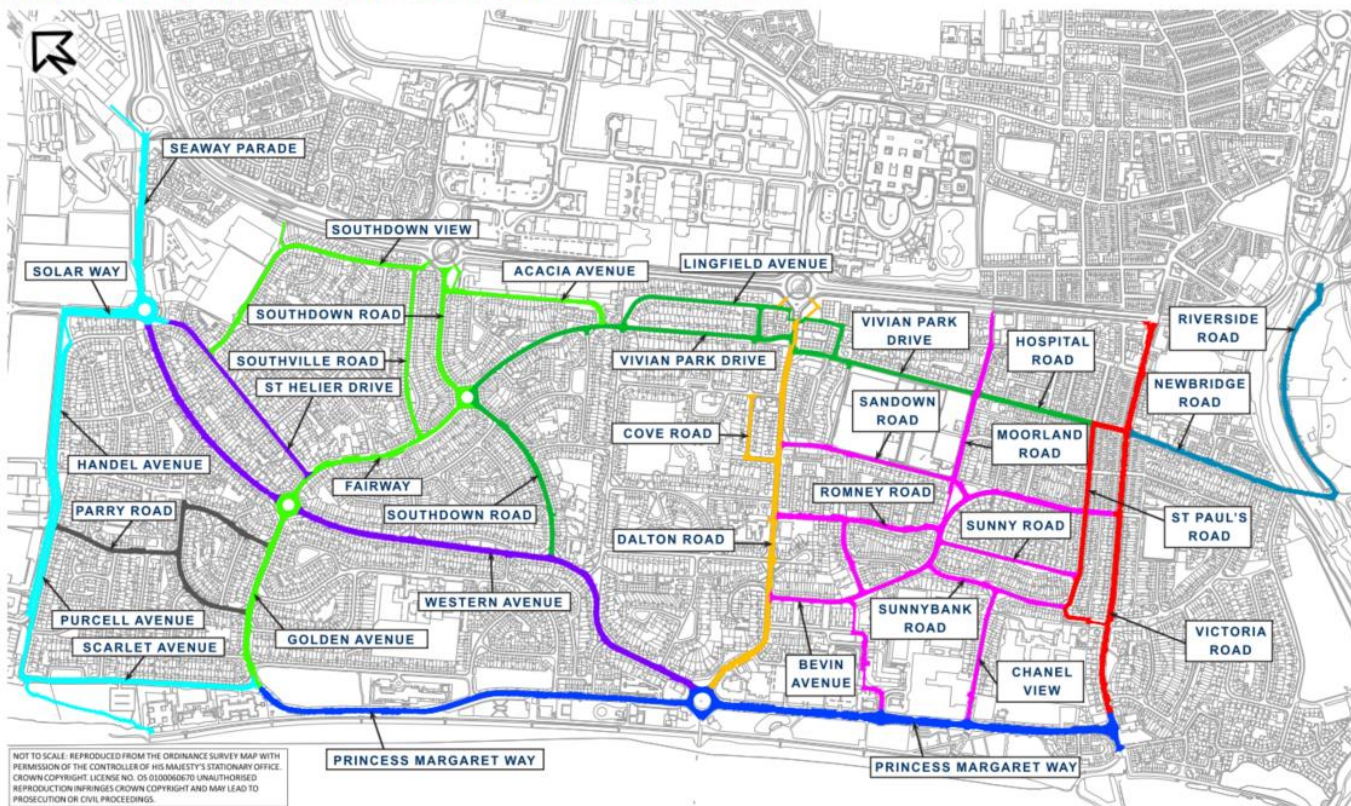 SEAWAY PARADE
SOUTHDOWN VIEW
SOLAR WAY
ACACIA AVENUE
LINGFIELD AVENUE
SOUTHDOWN ROAD
SOUTHVILLE ROAD
ST HELIER DRIVE
VIVIAN PARK DRIVE
VIVIAN PARK
DRIVE
HOSPITAL
ROAD
RIVERSIDE
ROAD
NEWBRIDGE
ROAD
SANDOWN
ROAD
COVE ROAD
MOORLAND
ROAD
HANDEL AVENUE
FAIRWAY
PARRY ROAD
SOUTHDOWN ROAD
ROMNEY ROAD
SUNNY ROAD
ST PAUL'S
ROAD
DALTON ROAD
WESTERN AVENUE
PURCELL AVENUE
GOLDEN AVENUE
SUNNYBANK
ROAD
VICTORIA
ROAD
SCARLET AVENUE
BEVIN
AVENUE
CHANEL
VIEW
PRINCESS MARGARET WAY
PRINCESS MARGARET WAY
NOT TO SCALE: REPRODUCED FROM THE ORDINANCE SURVEY MAP WITH
PERMISSION OF THE CONTROLLER OF HIS MAJESTY'S STATIONARY OFFICE.
CROWN COPYRIGHT. LICENSE NO. OS 0100060670 UNAUTHORISED
REPRODUCTION INFRINGES CROWN COPYRIGHT AND MAY LEAD TO
PROSECUTION OR CIVIL PROCEEDINGS.